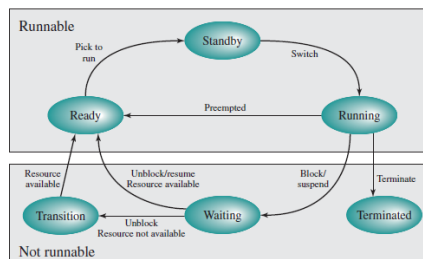 Runnable
Pick to
run
Standby
Switch
Ready
Preempted
Running
Resource
available
Unblock/resume
Resource available
Block/
suspend
Terminate
Transition
Unblock
Resource not available
Waiting
Terminated
Not runnable